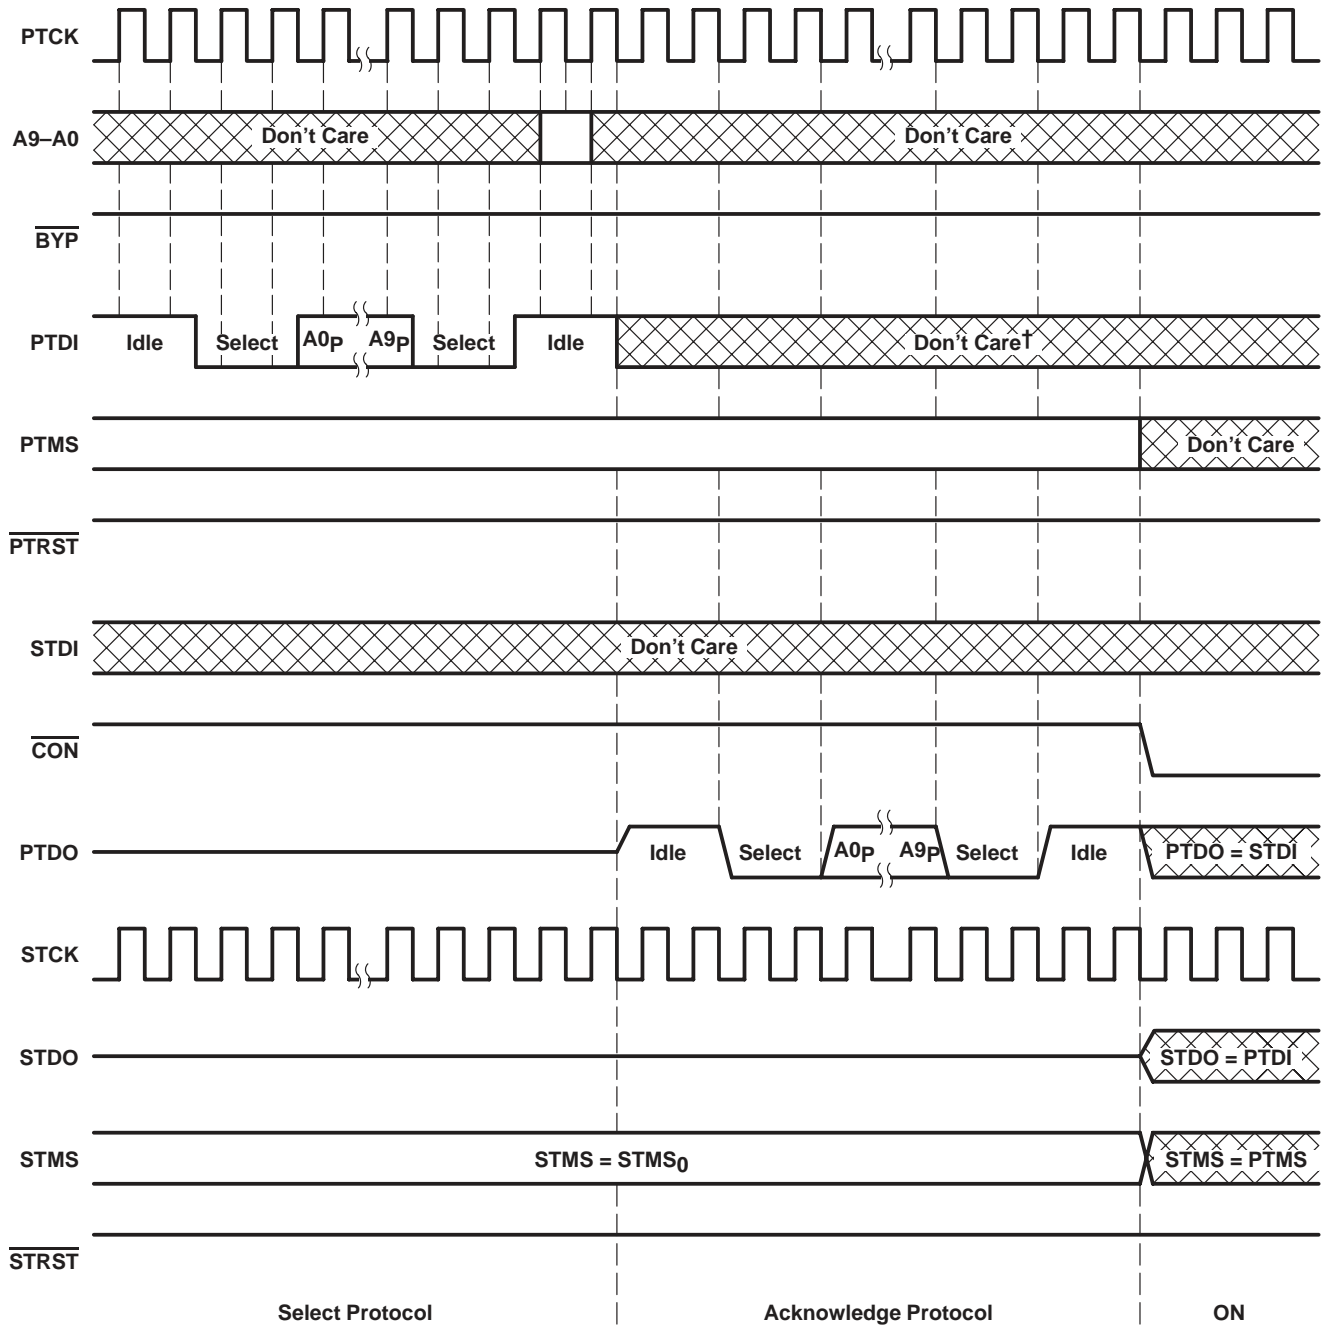 PTCK
A9–A0 Don't Care Don't Care
BYP
PTDI Idle Select A0P A9P Select Idle Don't Care†
PTMS Don't Care
PTRST
STDI Don't Care
CON
PTDO Idle Select A0P A9P Select Idle PTDO = STDI
STCK
STDO STDO = PTDI
STMS STMS = STMS0 STMS = PTMS
STRST
Select Protocol Acknowledge Protocol ON